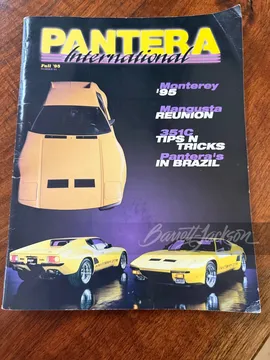 PANTERA
International
Fall '95
Monterey
'95
Mangusta
REUNION
351C
TIPS N
TRICKS
Pantera's
IN BRAZIL
Barrett-Jackson